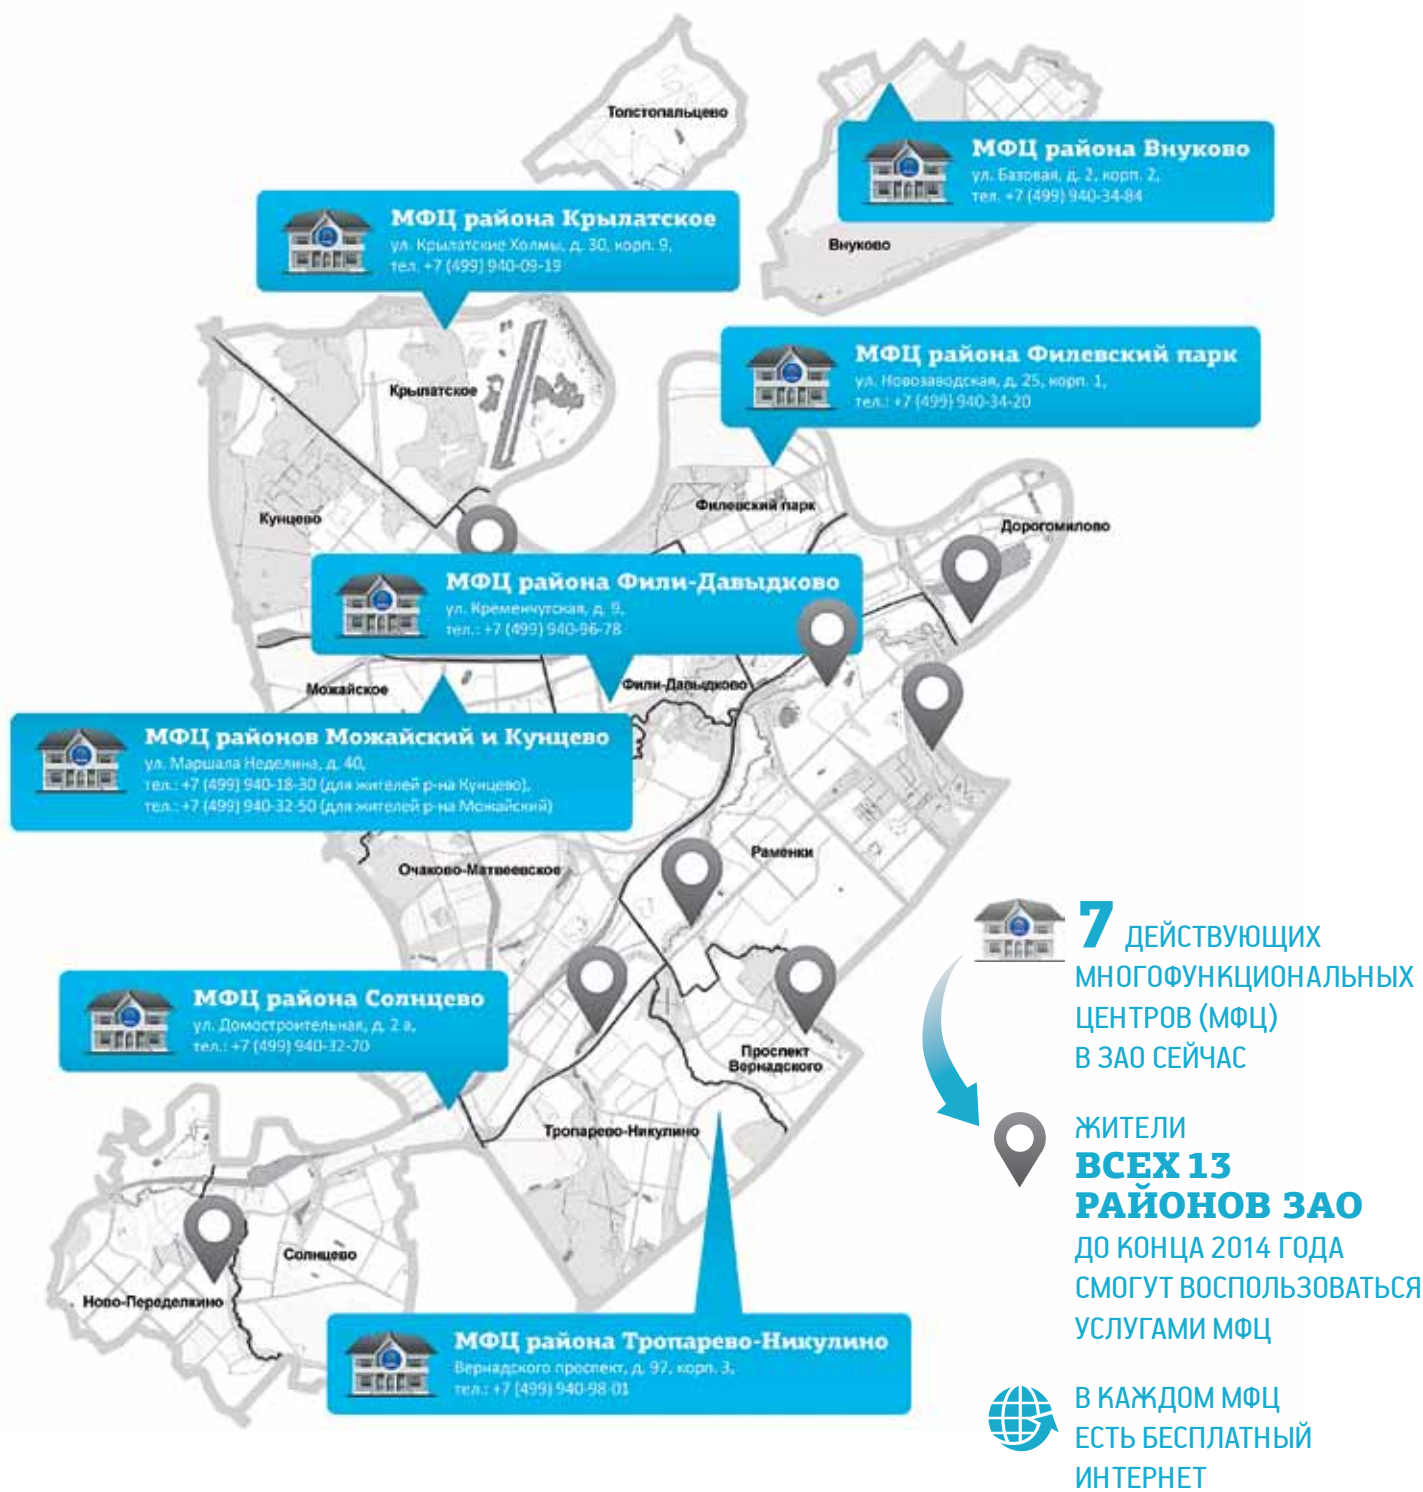 Толстопальцево
МФЦ района Внуково
ул. Базовая, д. 2, корп. 2,
тел. +7 (499) 940-34-84
Внуково
МФЦ района Крылатское
ул. Крылатские Холмы, д. 30, корп. 9,
тел. +7 (499) 940-09-19
МФЦ района Филевский парк
ул. Новозаводская, д. 25, корп. 1,
тел.: +7 (499) 940-34-20
Крылатское
Филевский парк
Кунцево
Дорогомилово
МФЦ района Фили-Давыдково
ул. Кременчугская, д. 9,
тел.: +7 (499) 940-96-78
Можайское
Фили-Давыдково
МФЦ районов Можайский и Кунцево
ул. Маршала Неделина, д. 40,
тел.: +7 (499) 940-18-30 (для жителей р-на Кунцево),
тел.: +7 (499) 940-32-50 (для жителей р-на Можайский)
Раменки
Очаково-Матвеевское
7 ДЕЙСТВУЮЩИХ
МНОГОФУНКЦИОНАЛЬНЫХ
ЦЕНТРОВ (МФЦ)
В ЗАО СЕЙЧАС
МФЦ района Солнцево
ул. Домостроительная, д. 2 а,
тел.: +7 (499) 940-32-70
Проспект
Вернадского
Тропарево-Никулино
ЖИТЕЛИ
ВСЕХ 13
РАЙОНОВ ЗАО
ДО КОНЦА 2014 ГОДА
СМОГУТ ВОСПОЛЬЗОВАТЬСЯ
УСЛУГАМИ МФЦ
Солнцево
Ново-Переделкино
МФЦ района Тропарево-Никулино
Вернадского проспект, д. 97, корп. 3,
тел.: +7 (499) 940-98-01
В КАЖДОМ МФЦ
ЕСТЬ БЕСПЛАТНЫЙ
ИНТЕРНЕТ